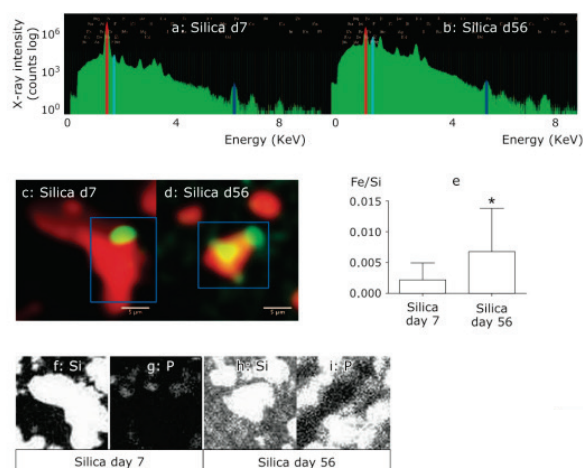 a: Silica d7
b: Silica d56
X-ray intensity
(counts log)
10⁶
10³
10⁰
0
4
8
0
4
8
Energy (KeV)
Energy (KeV)
c: Silica d7
d: Silica d56
5 µm
5 µm
Fe/Si
e
0.015
0.010
0.005
0.000
*
Silica
day 7
Silica
day 56
f: Si
g: P
h: Si
i: P
Silica day 7
Silica day 56